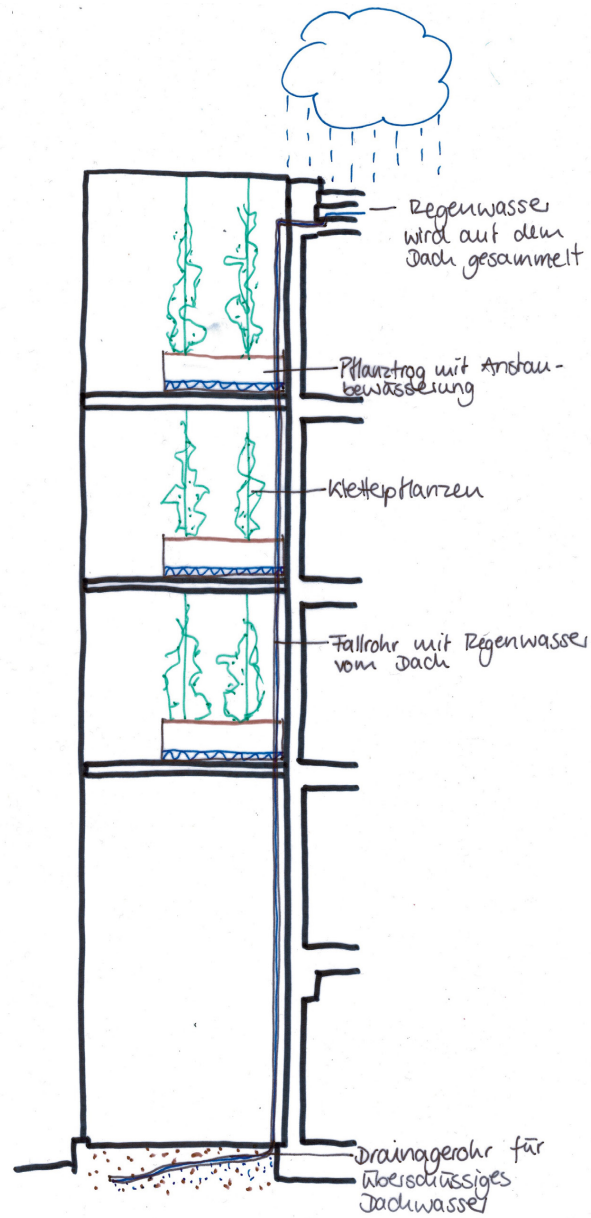 Regenwasser
wird auf dem
Dach gesammelt
Pflanztrog mit Anstau-
bewässerung
Kletterpflanzen
Fallrohr mit Regenwasser
vom Dach
Drainagerohr für
überschüssiges
Dachwasser